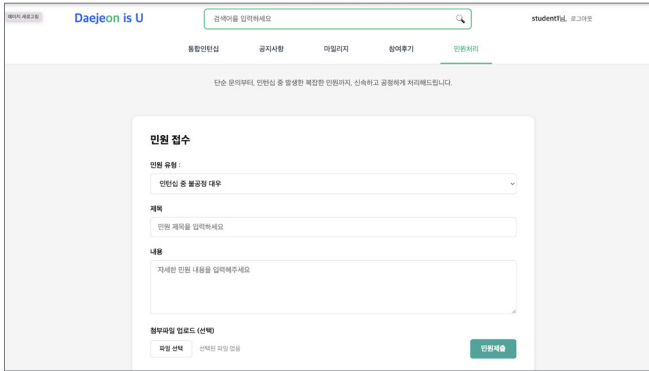 페이지 새로고침
Daejeon is U
검색어를 입력하세요
student1님, 로그아웃
통합인턴십 공지사항 마일리지 참여후기 민원처리
단순 문의부터, 인턴십 중 발생한 복잡한 민원까지, 신속하고 공정하게 처리해드립니다.
민원 접수
민원 유형 :
인턴십 중 불공정 대우
제목
민원 제목을 입력하세요
내용
자세한 민원 내용을 입력해주세요
첨부파일 업로드 (선택)
파일 선택 선택된 파일 없음
민원제출